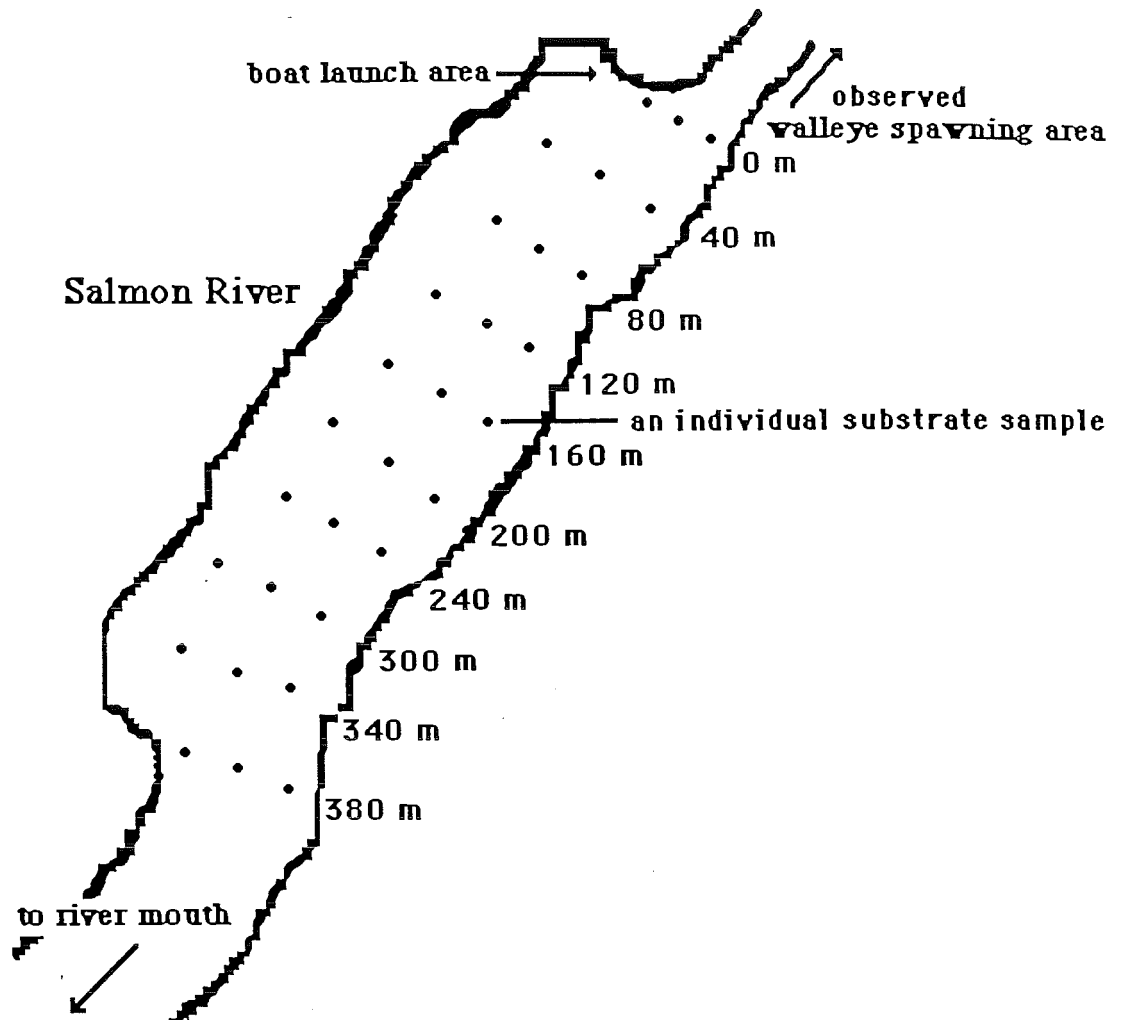 boat launch area
observed
walleye spawning area
0 m
40 m
Salmon River
80 m
120 m
an individual substrate sample
160 m
200 m
240 m
300 m
340 m
380 m
to river mouth